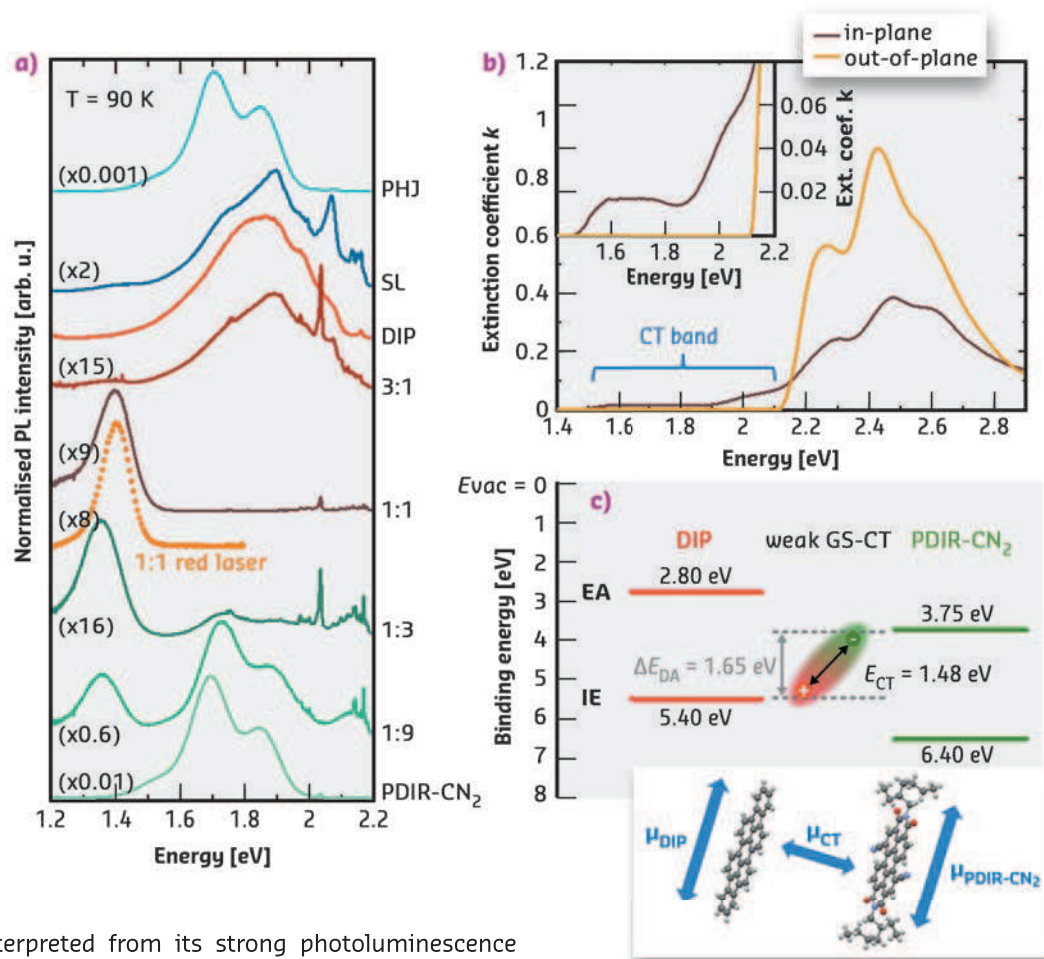 a)
T = 90 K
(x0.001)
PHJ
(x2)
SL
DIP
(x15)
3:1
(x9)
1:1
(x8)
1:1 red laser
(x16)
1:3
(x0.6)
1:9
(x0.01)
PDIR-CN₂
1.2 1.4 1.6 1.8 2 2.2
Energy [eV]
Normalised PL intensity [arb. u.]
b)
in-plane
out-of-plane
1.2
1
0.8
0.6
0.4
0.2
0
Extinction coefficient k
0.06
0.04
0.02
Ext. coef. k
1.6 1.8 2 2.2
Energy [eV]
CT band
1.4 1.6 1.8 2 2.2 2.4 2.6 2.8
Energy [eV]
c)
Evac = 0
1
2
3
4
5
6
7
8
Binding energy [eV]
DIP weak GS-CT PDIR-CN₂
EA
2.80 eV
3.75 eV
ΔE_DA = 1.65 eV
- 
+
E_CT = 1.48 eV
IE
5.40 eV
6.40 eV
μ_DIP
μ_CT
μ_PDIR-CN₂
terpreted from its strong photoluminescence